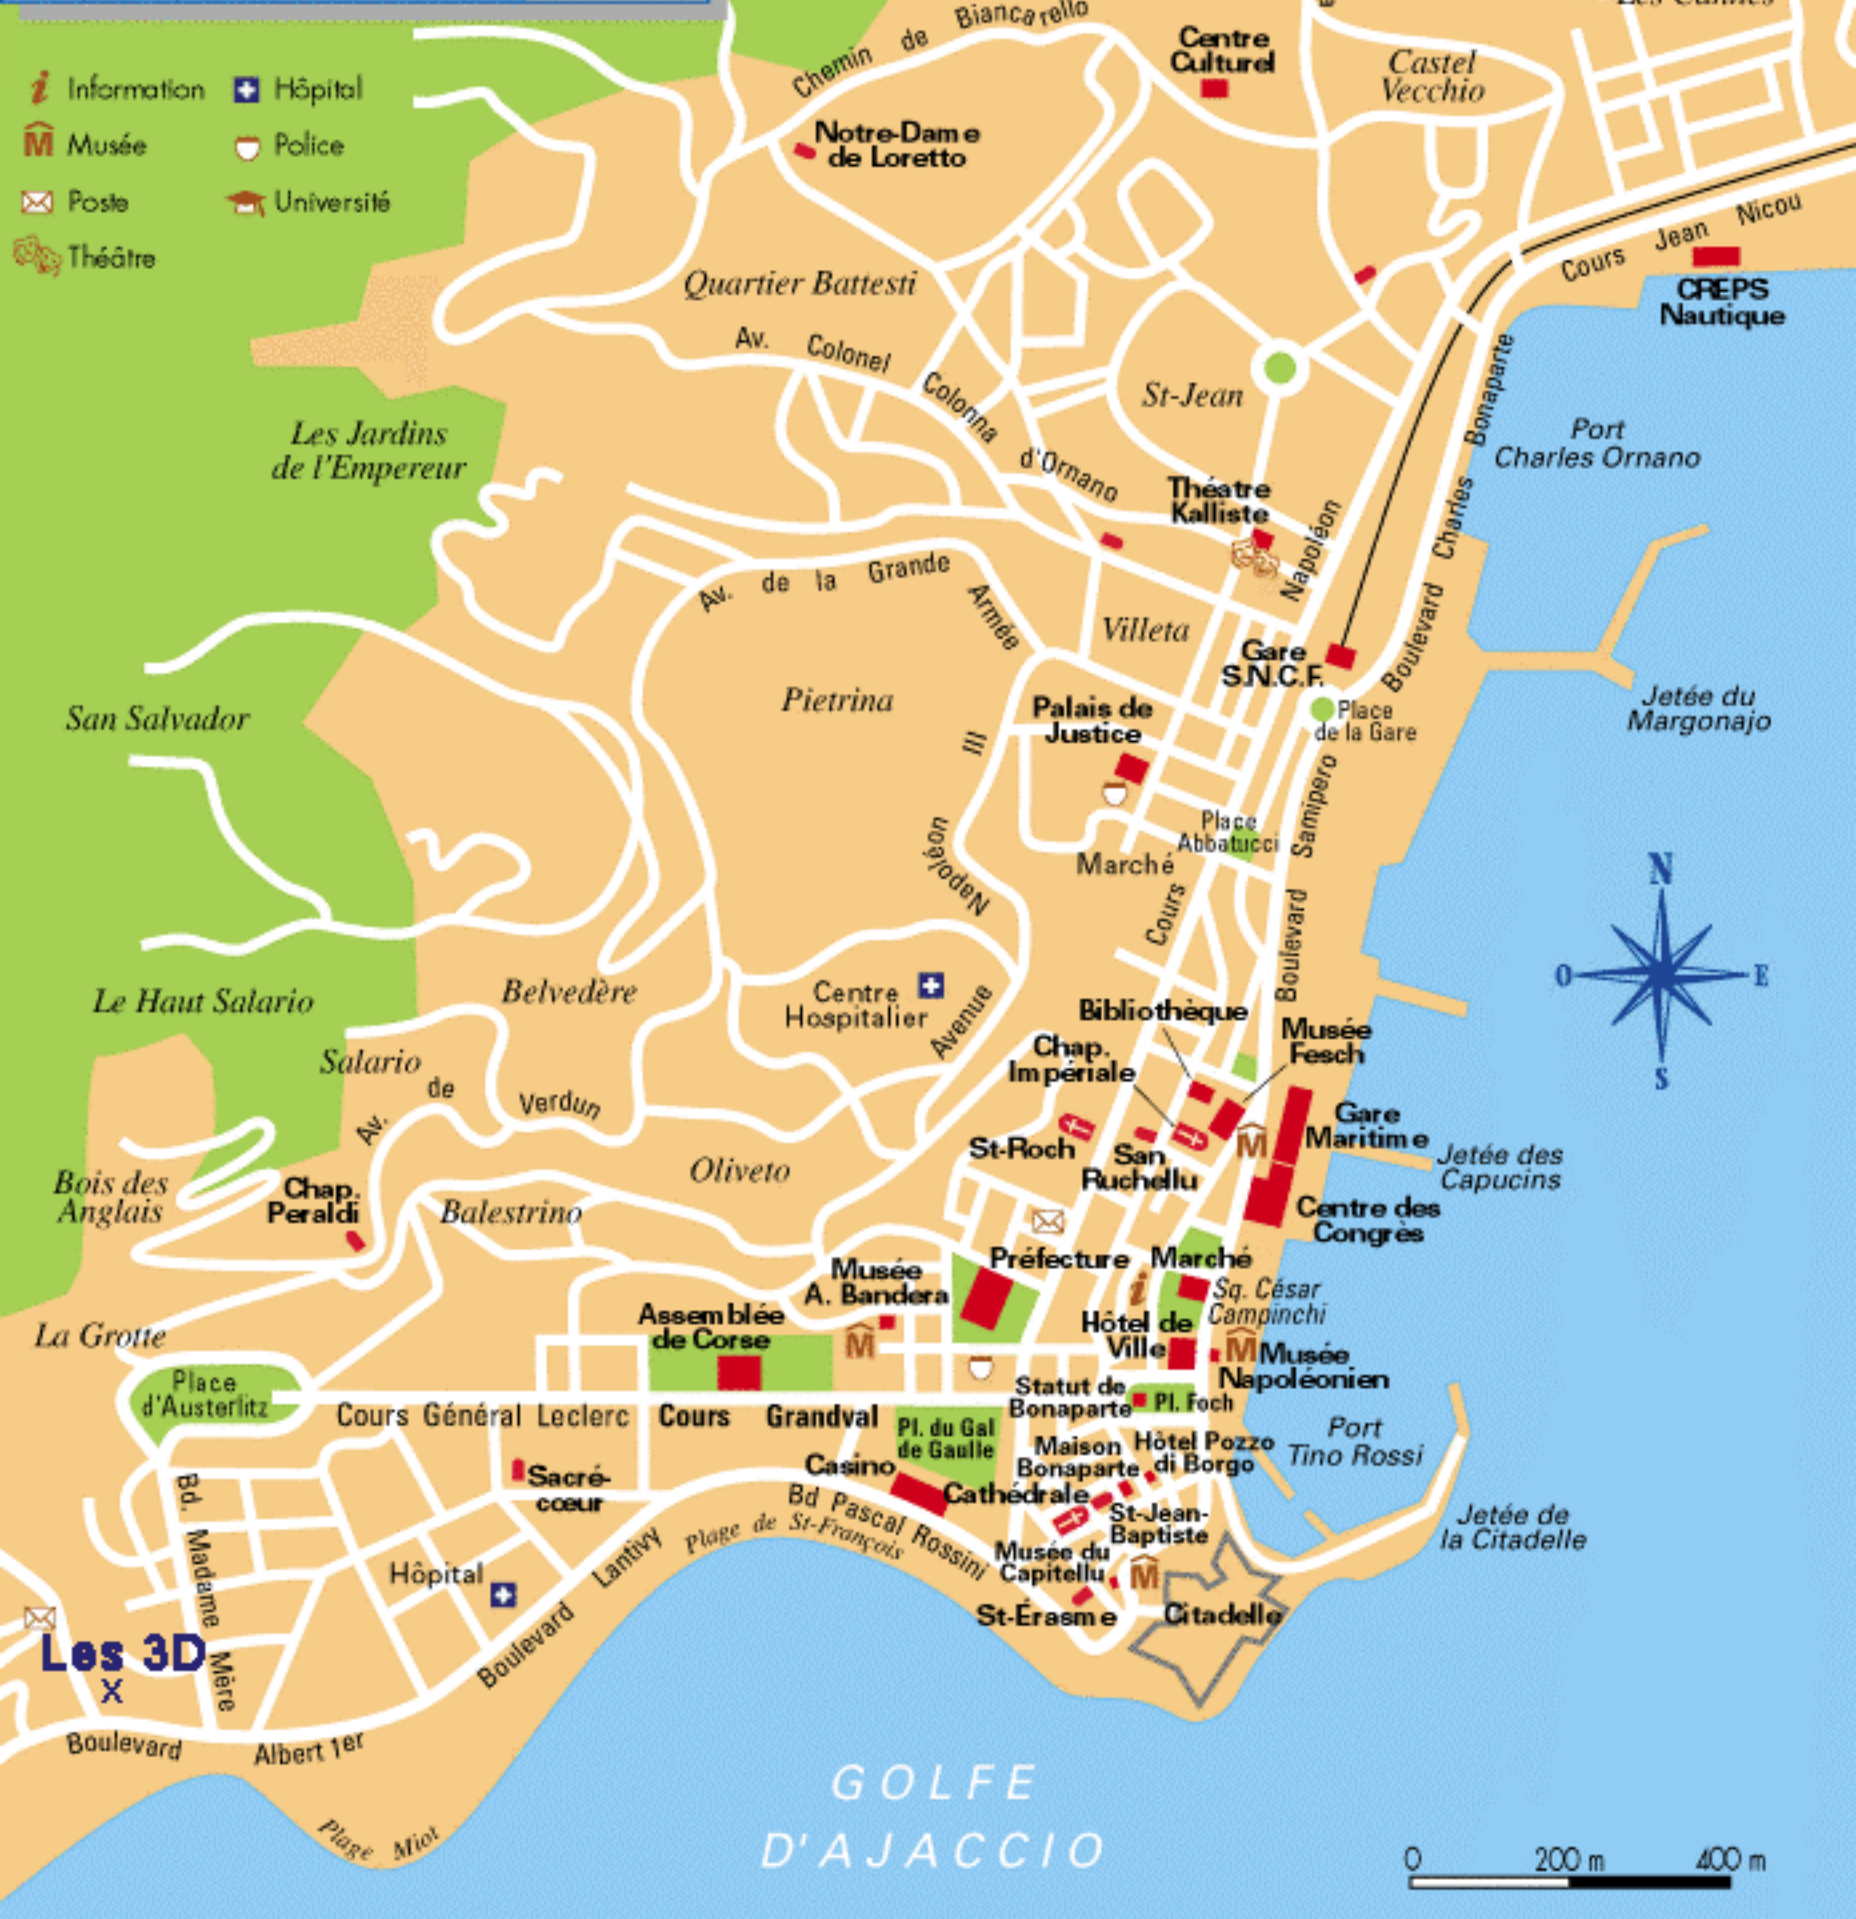 Information
Hôpital
Musée
Police
Poste
Université
Théâtre
Chemin de Biancarello
Centre
Culturel
Castel
Vecchio
Notre-Dame
de Loretto
Cours Jean Nicou
CREPS
Nautique
Quartier Battesti
Av. Colonel Colonna d'Ornano
St-Jean
Port
Charles Ornano
Les Jardins
de l'Empereur
Théatre
Kalliste
Boulevard Charles Bonaparte
Av. de la Grande Armée
Villeta
Gare
S.N.C.F.
Place
de la Gare
Jetée du
Margonajo
San Salvador
Pietrina
Palais de
Justice
Place
Abbatucci
Marché
Cours Napoléon
Boulevard Samipero
Avenue Napoléon III
N
O
E
S
Le Haut Salario
Belvedère
Centre
Hospitalier
Bibliothèque
Musée
Fesch
Chap.
Impériale
Salario
Av. de Verdun
Gare
Maritime
Jetée des
Capucins
St-Roch
San
Ruchellu
Oliveto
Bois des
Anglais
Chap.
Peraldi
Balestrino
Centre des
Congrès
Préfecture
Marché
Musée
A. Bandera
Sq. César
Campinchi
Assemblée
de Corse
Hôtel de
Ville
La Grotte
Musée
Napoléonien
Place
d'Austerlitz
Statut de
Bonaparte
Pl. Foch
Cours Général Leclerc
Cours Grandval
Pl. du Gal
de Gaulle
Port
Tino Rossi
Maison
Bonaparte
Hôtel Pozzo
di Borgo
Casino
Cathédrale
Sacré-
cœur
Bd Pascal Rossini
Plage de St-François
St-Jean-
Baptiste
Jetée de
la Citadelle
Musée du
Capitellu
Hôpital
Bd. Madame Mère
Boulevard Lantivy
St-Érasme
Citadelle
Les 3D
X
Boulevard Albert 1er
Plage Miot
GOLFE
D'AJACCIO
0 200 m 400 m